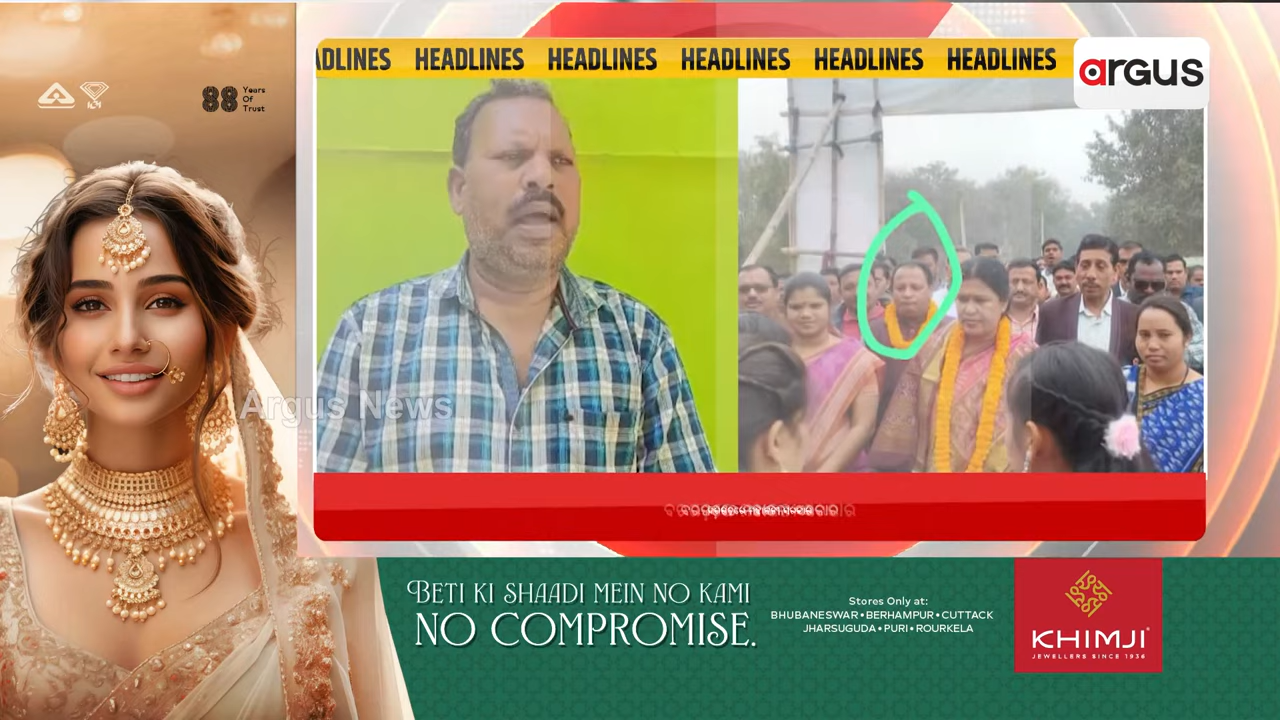 HEADLINES HEADLINES HEADLINES HEADLINES HEADLINES
argus
88 Years
Of
Trust
Argus News
BETI KI SHAADI MEIN NO KAMI
NO COMPROMISE.
Stores Only at:
BHUBANESWAR • BERHAMPUR • CUTTACK
JHARSUGUDA • PURI • ROURKELA
KHIMJI
JEWELLERS SINCE 1936